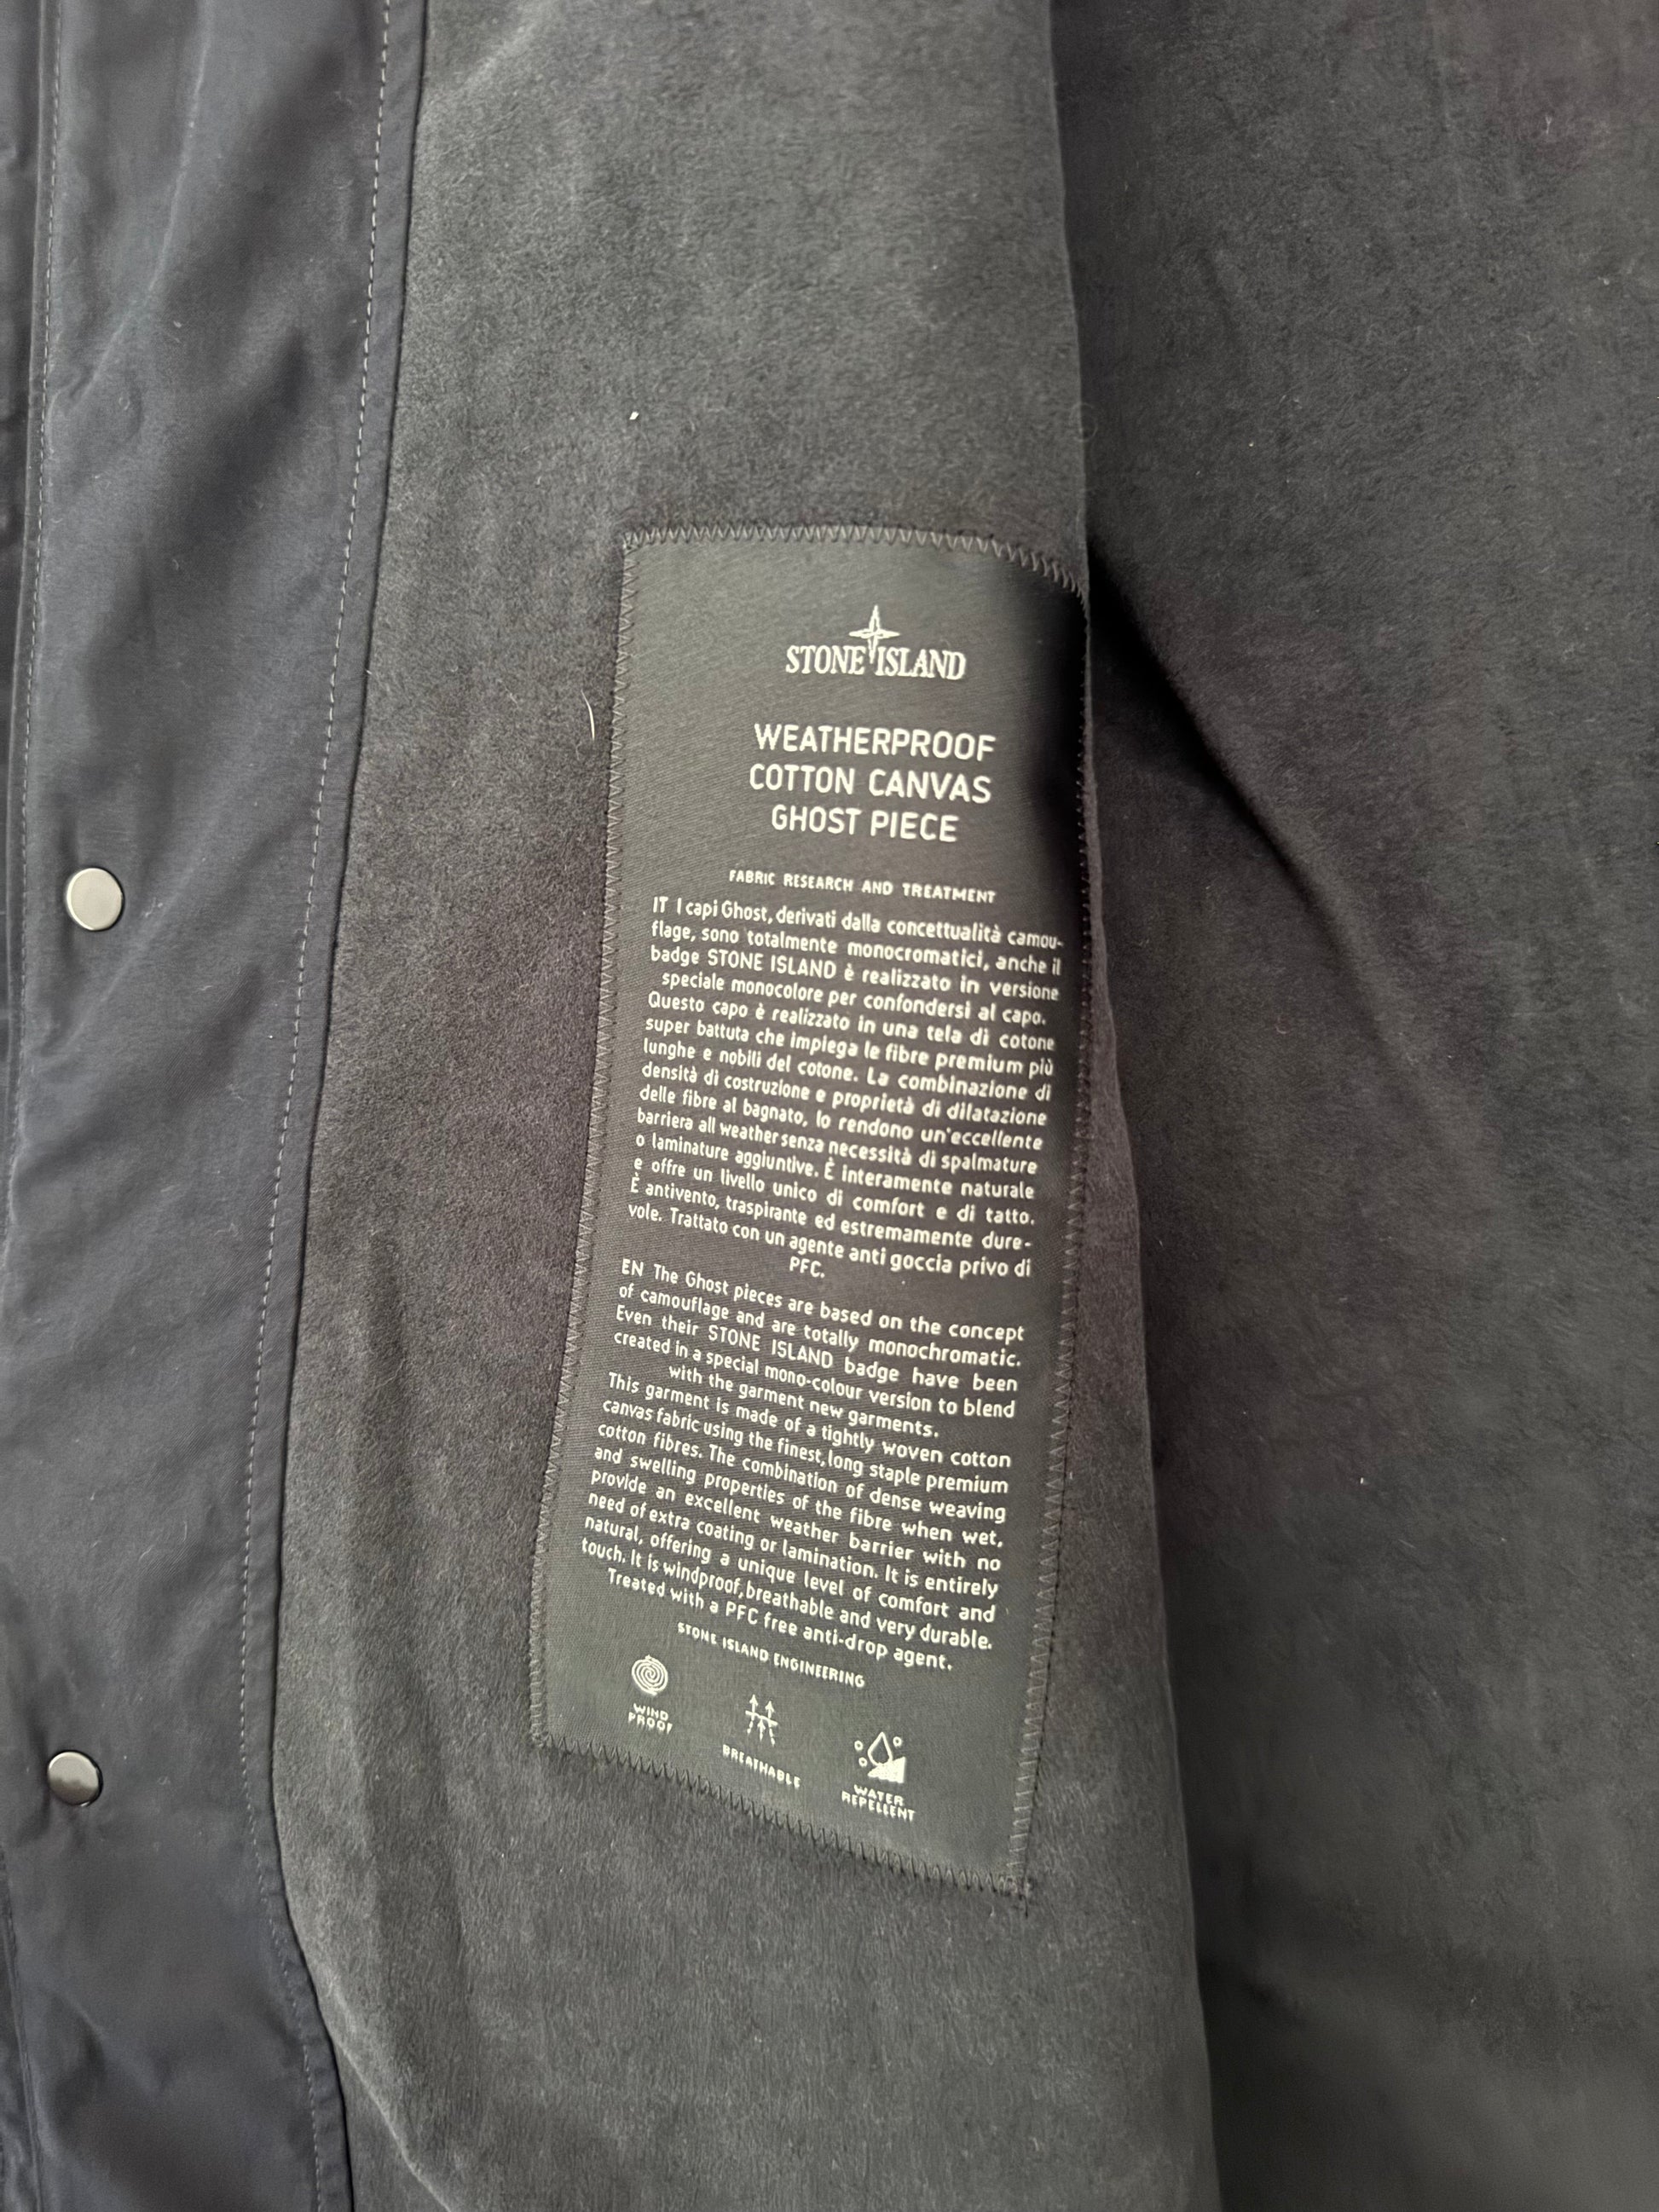 STONE ISLAND
WEATHERPROOF
COTTON CANVAS
GHOST PIECE
FABRIC RESEARCH AND TREATMENT
IT I capi Ghost, derivati dalla concettualità camou-
flage, sono totalmente monocromatici, anche il
badge STONE ISLAND è realizzato in versione
speciale monocolore per confondersi al capo.
Questo capo è realizzato in una tela di cotone
super battuta che impiega le fibre premium più
lunghe e nobili del cotone. La combinazione di
densità di costruzione e proprietà di dilatazione
delle fibre al bagnato, lo rendono un'eccellente
barriera all weather senza necessità di spalmature
o laminature aggiuntive. È interamente naturale
e offre un livello unico di comfort e di tatto.
È antivento, traspirante ed estremamente dure-
vole. Trattato con un agente anti goccia privo di
PFC.
EN The Ghost pieces are based on the concept
of camouflage and are totally monochromatic.
Even their STONE ISLAND badge have been
created in a special mono-colour version to blend
with the garment new garments.
This garment is made of a tightly woven cotton
canvas fabric using the finest, long staple premium
cotton fibres. The combination of dense weaving
and swelling properties of the fibre when wet,
provide an excellent weather barrier with no
need of extra coating or lamination. It is entirely
natural, offering a unique level of comfort and
touch. It is windproof, breathable and very durable.
Treated with a PFC free anti-drop agent.
STONE ISLAND ENGINEERING
WIND
PROOF
BREATHABLE
WATER
REPELLENT